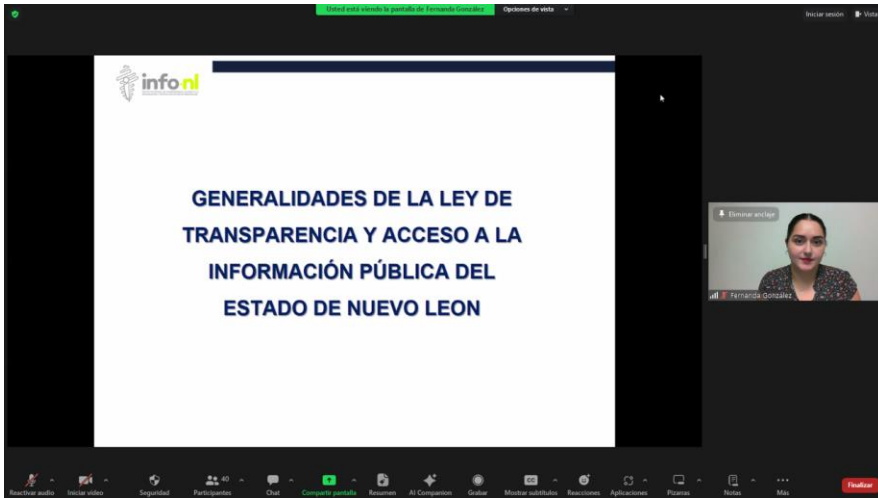 Usted está viendo la pantalla de Fernanda González
Opciones de vista
Iniciar sesión
Vista
info nl
GENERALIDADES DE LA LEY DE
TRANSPARENCIA Y ACCESO A LA
INFORMACIÓN PÚBLICA DEL
ESTADO DE NUEVO LEON
Eliminar anclaje
Fernanda González
Reactivar audio
Iniciar video
Seguridad
Participantes
40
Chat
Compartir pantalla
Resumen
AI Companion
Grabar
Mostrar subtítulos
Reacciones
Aplicaciones
Pizarras
Notas
Más
Finalizar